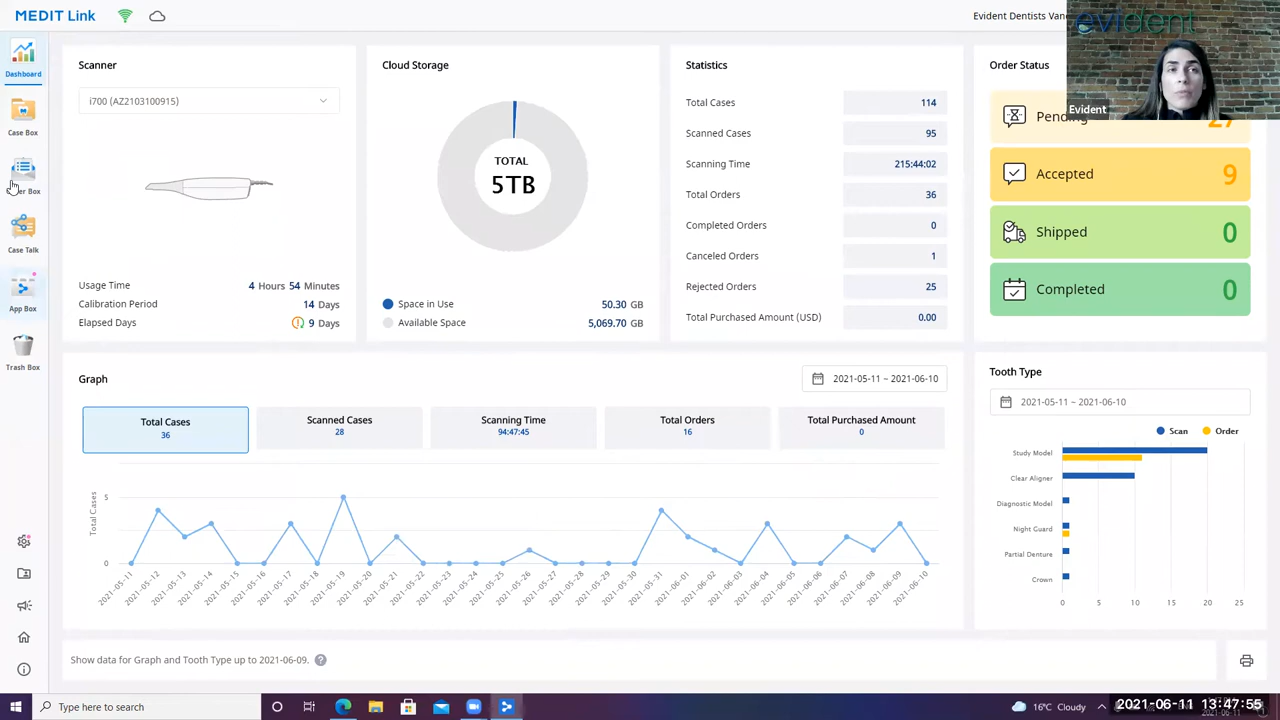 MEDIT Link
Evident Dentists Van
evident
Evident
Dashboard
Case Box
Case Talk
App Box
Trash Box
Scanner
i700 (AZ2103100915)
Usage Time 4 Hours 54 Minutes
Calibration Period 14 Days
Elapsed Days 9 Days
Cloud Storage
TOTAL
5TB
Space in Use 50.30 GB
Available Space 5,069.70 GB
Statistics
Total Cases 114
Scanned Cases 95
Scanning Time 215:44:02
Total Orders 36
Completed Orders 0
Canceled Orders 1
Rejected Orders 25
Total Purchased Amount (USD) 0.00
Order Status
Accepted 9
Shipped 0
Completed 0
Graph
2021-05-11 ~ 2021-06-10
Total Cases
36
Scanned Cases
28
Scanning Time
94:47:45
Total Orders
16
Total Purchased Amount
0
Total Cases
5
0
2021-05-11 2021-05-12 2021-05-13 2021-05-14 2021-05-15 2021-05-16 2021-05-17 2021-05-18 2021-05-19 2021-05-20 2021-05-21 2021-05-22 2021-05-23 2021-05-24 2021-05-25 2021-05-26 2021-05-27 2021-05-28 2021-05-29 2021-05-30 2021-05-31 2021-06-01 2021-06-02 2021-06-03 2021-06-04 2021-06-05 2021-06-06 2021-06-07 2021-06-08 2021-06-09 2021-06-10
Tooth Type
2021-05-11 ~ 2021-06-10
Scan Order
Study Model
Clear Aligner
Diagnostic Model
Night Guard
Partial Denture
Crown
0 5 10 15 20 25
Show data for Graph and Tooth Type up to 2021-06-09. ?
Type here to search
16°C Cloudy
2021-06-11 13:47:55